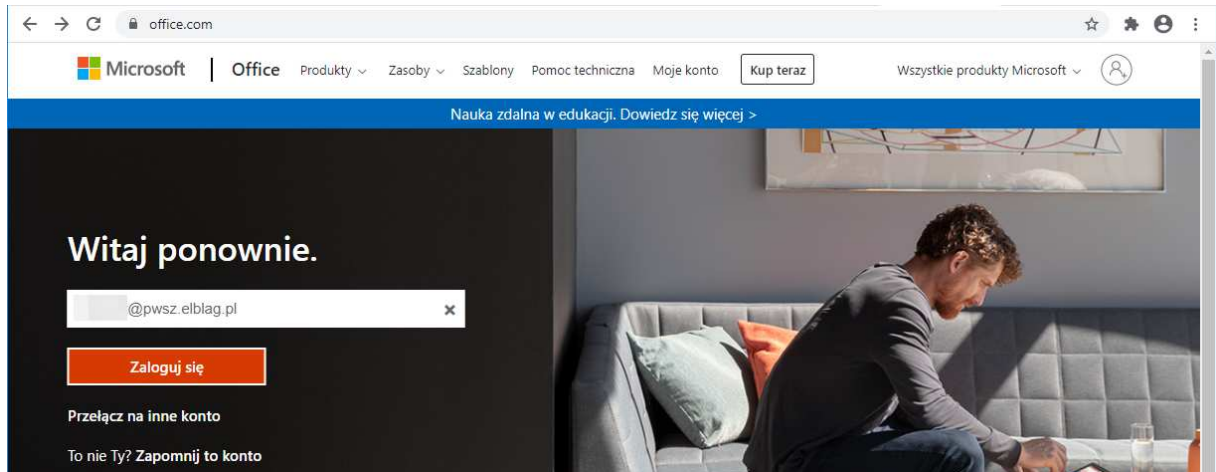 office.com
Microsoft | Office Produkty Zasoby Szablony Pomoc techniczna Moje konto Kup teraz Wszystkie produkty Microsoft
Nauka zdalna w edukacji. Dowiedz się więcej >
Witaj ponownie.
@pwsz.elblag.pl
Zaloguj się
Przełącz na inne konto
To nie Ty? Zapomnij to konto